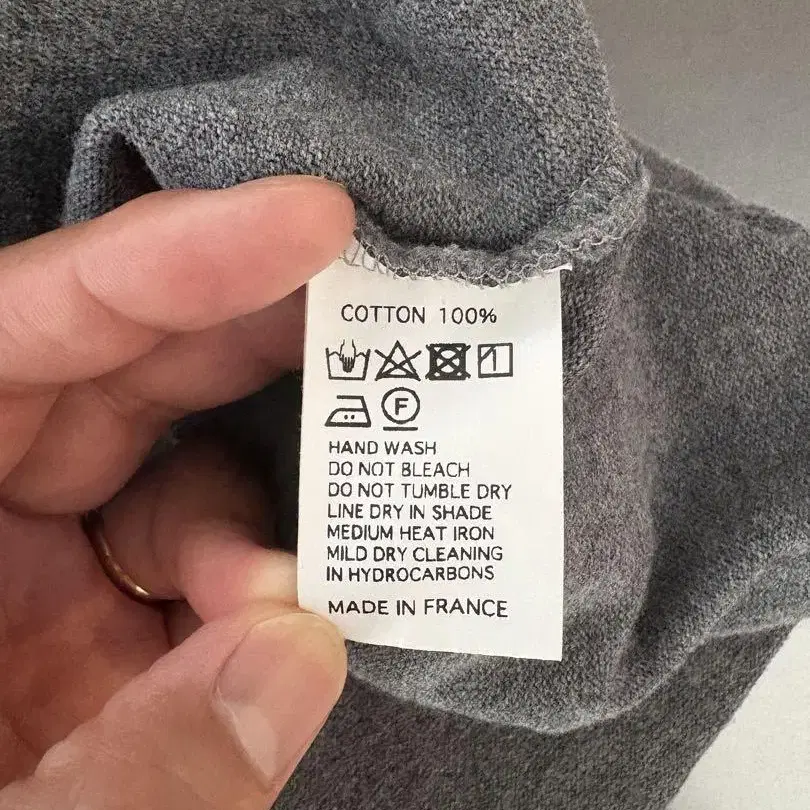 COTTON 100%
F
HAND WASH
DO NOT BLEACH
DO NOT TUMBLE DRY
LINE DRY IN SHADE
MEDIUM HEAT IRON
MILD DRY CLEANING
IN HYDROCARBONS
MADE IN FRANCE